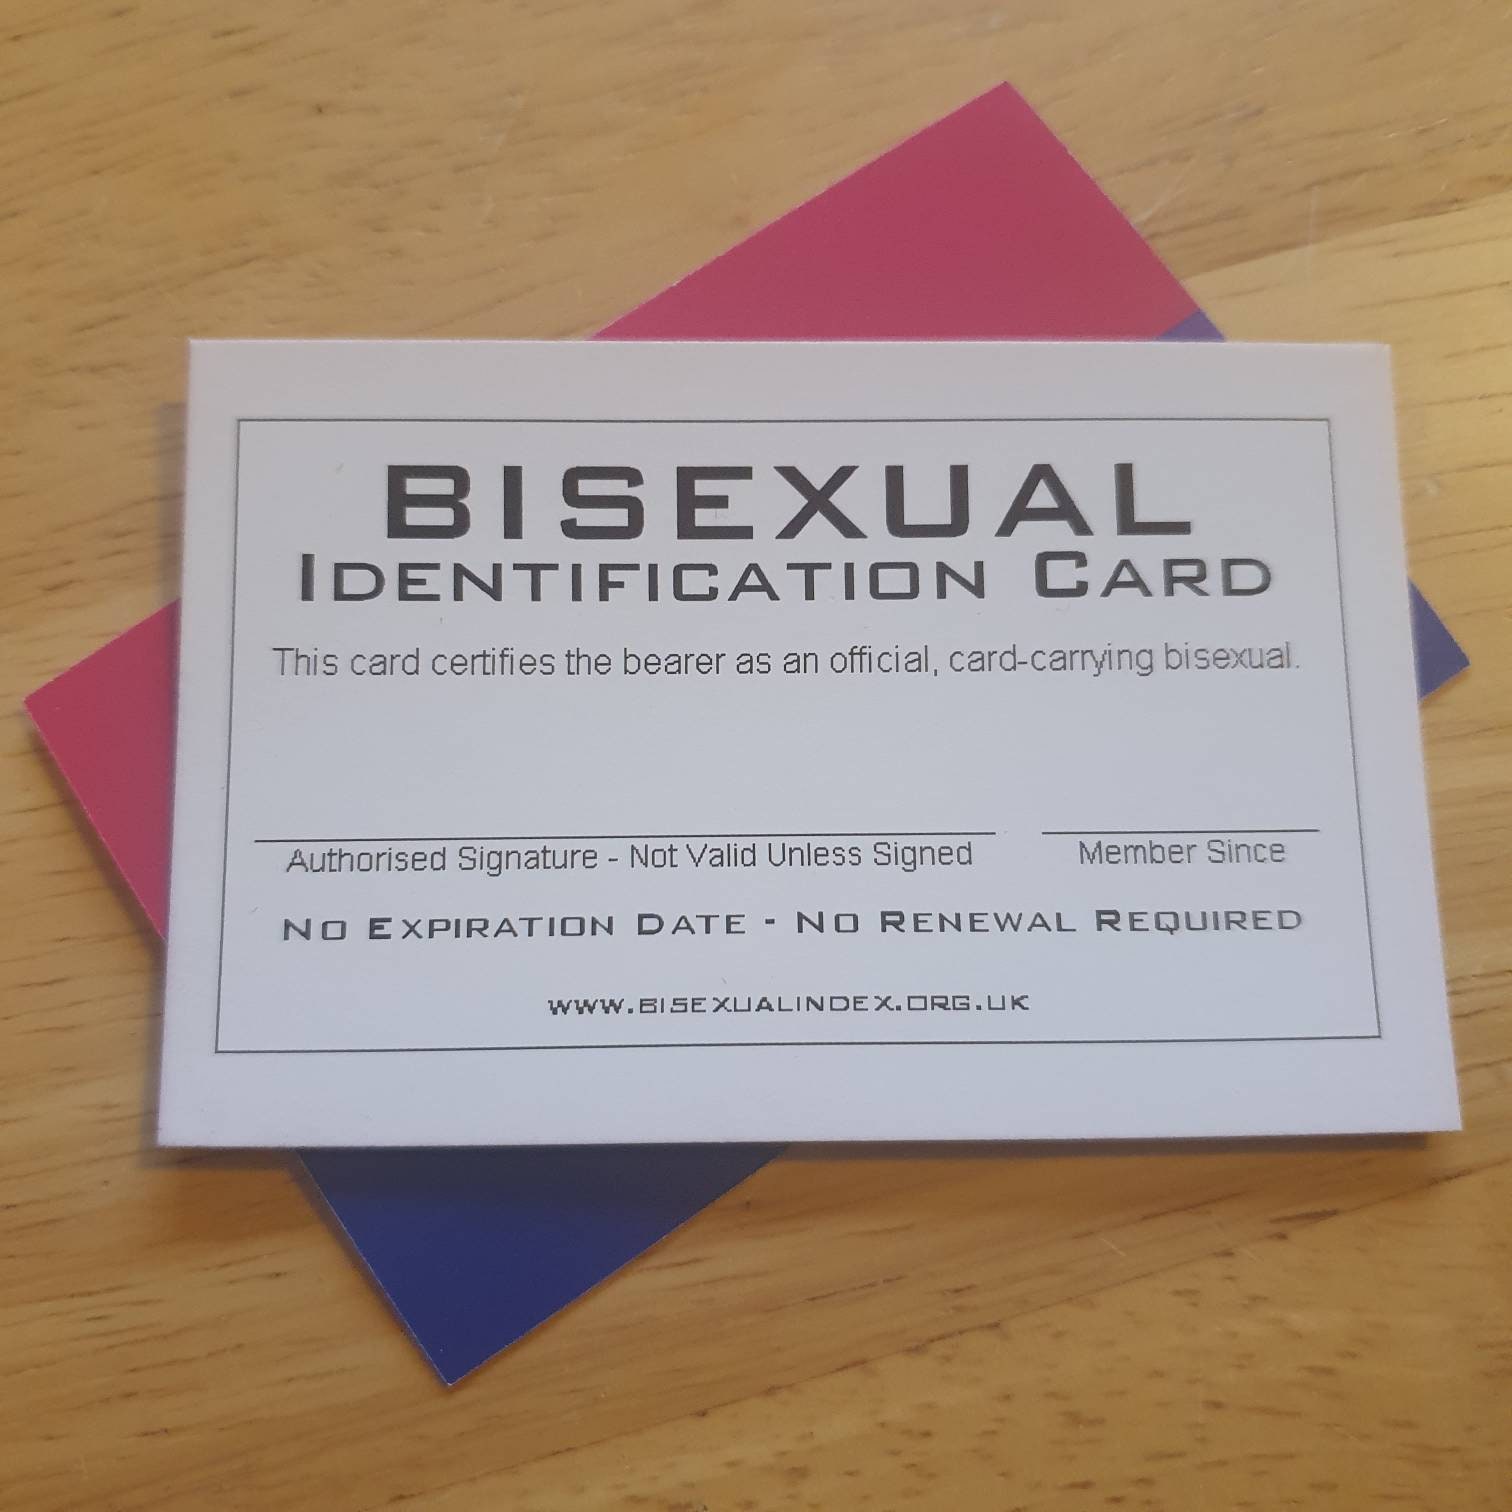 BISEXUAL
IDENTIFICATION CARD
This card certifies the bearer as an official, card-carrying bisexual.
Authorised Signature - Not Valid Unless Signed
Member Since
NO EXPIRATION DATE - NO RENEWAL REQUIRED
WWW.BISEXUALINDEX.ORG.UK